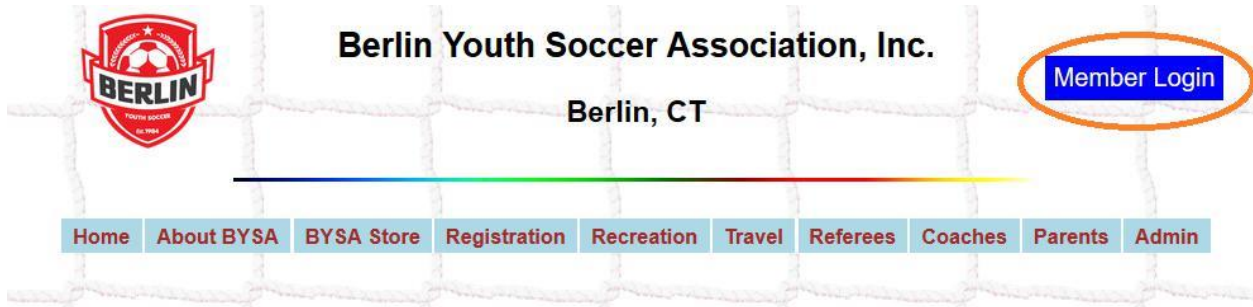 Berlin Youth Soccer Association, Inc.
Member Login
BERLIN
YOUTH SOCCER
Est. 1984
Berlin, CT
Home About BYSA BYSA Store Registration Recreation Travel Referees Coaches Parents Admin